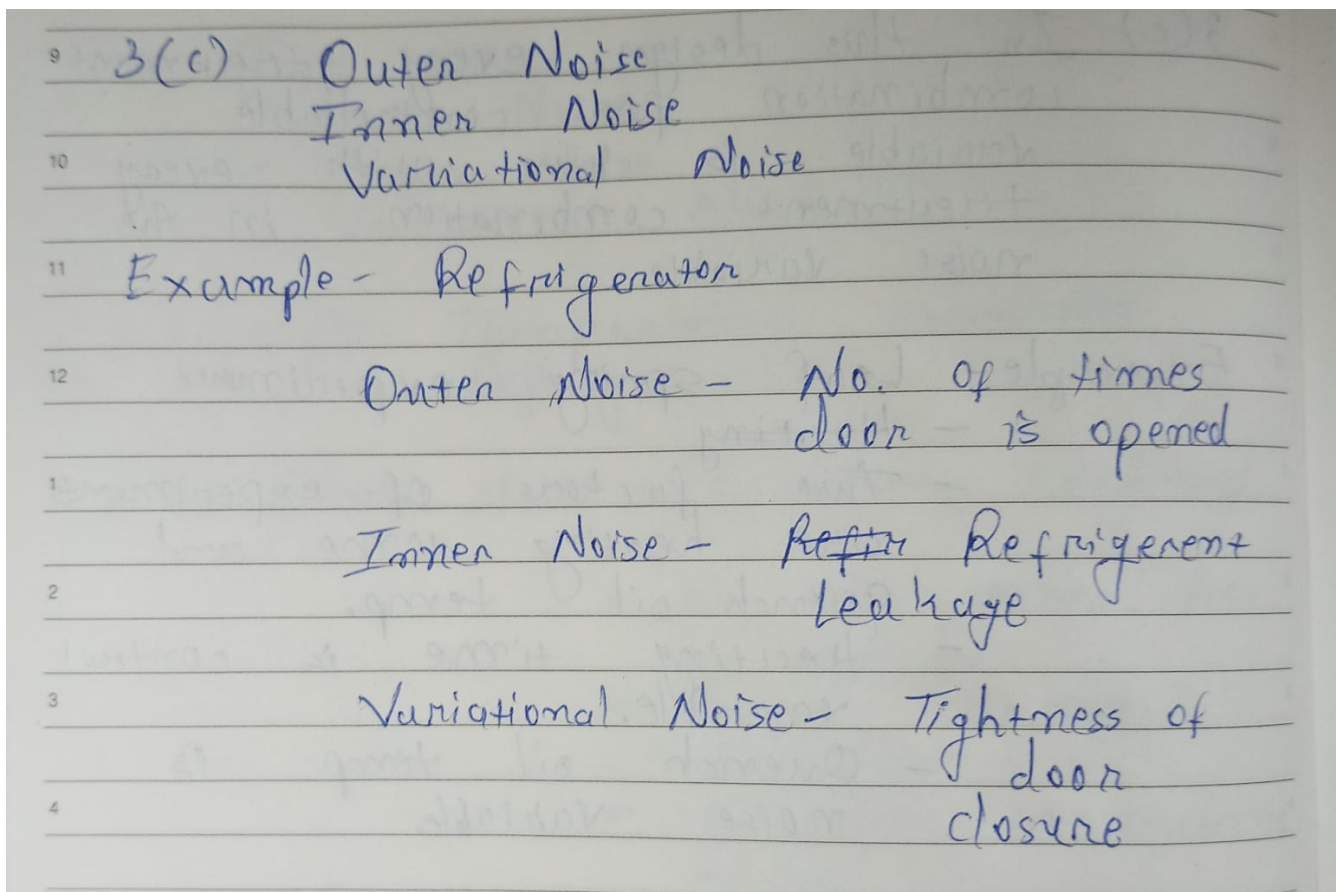 9 3(c) Outer Noise
Inner Noise
10 Variational Noise
11 Example - Refrigerator
12 Outer Noise - No. of times
door is opened
1
Inner Noise - Refrigerent
2 Leakage
3 Variational Noise - Tightness of
door
4 closure